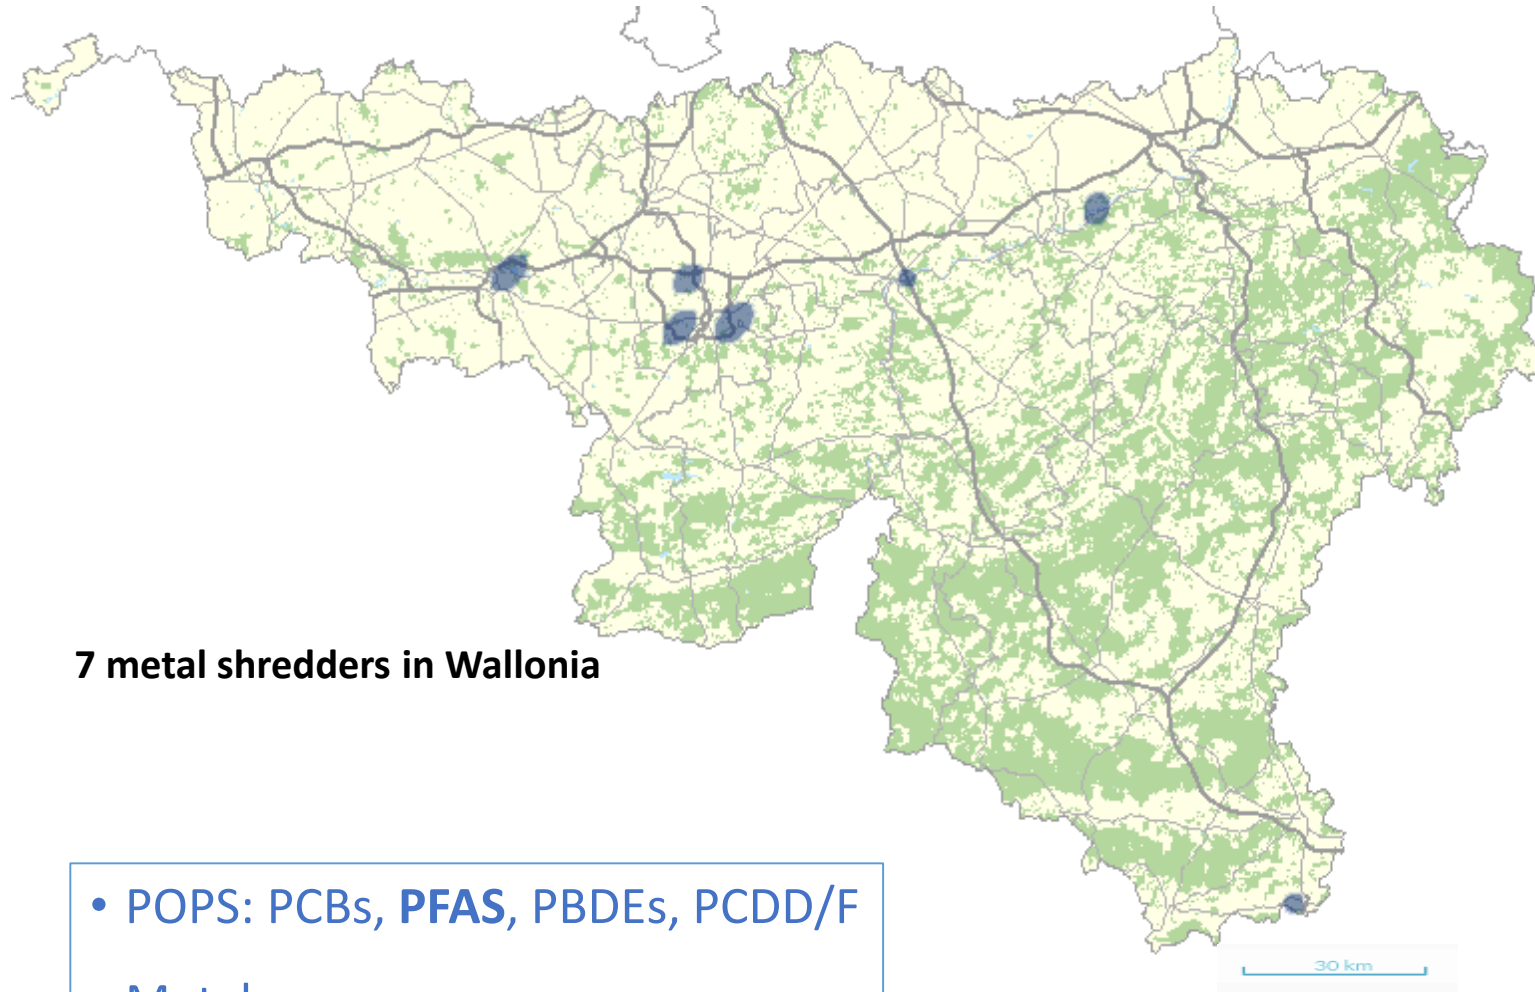 7 metal shredders in Wallonia
• POPS: PCBs, PFAS, PBDEs, PCDD/F
30 km